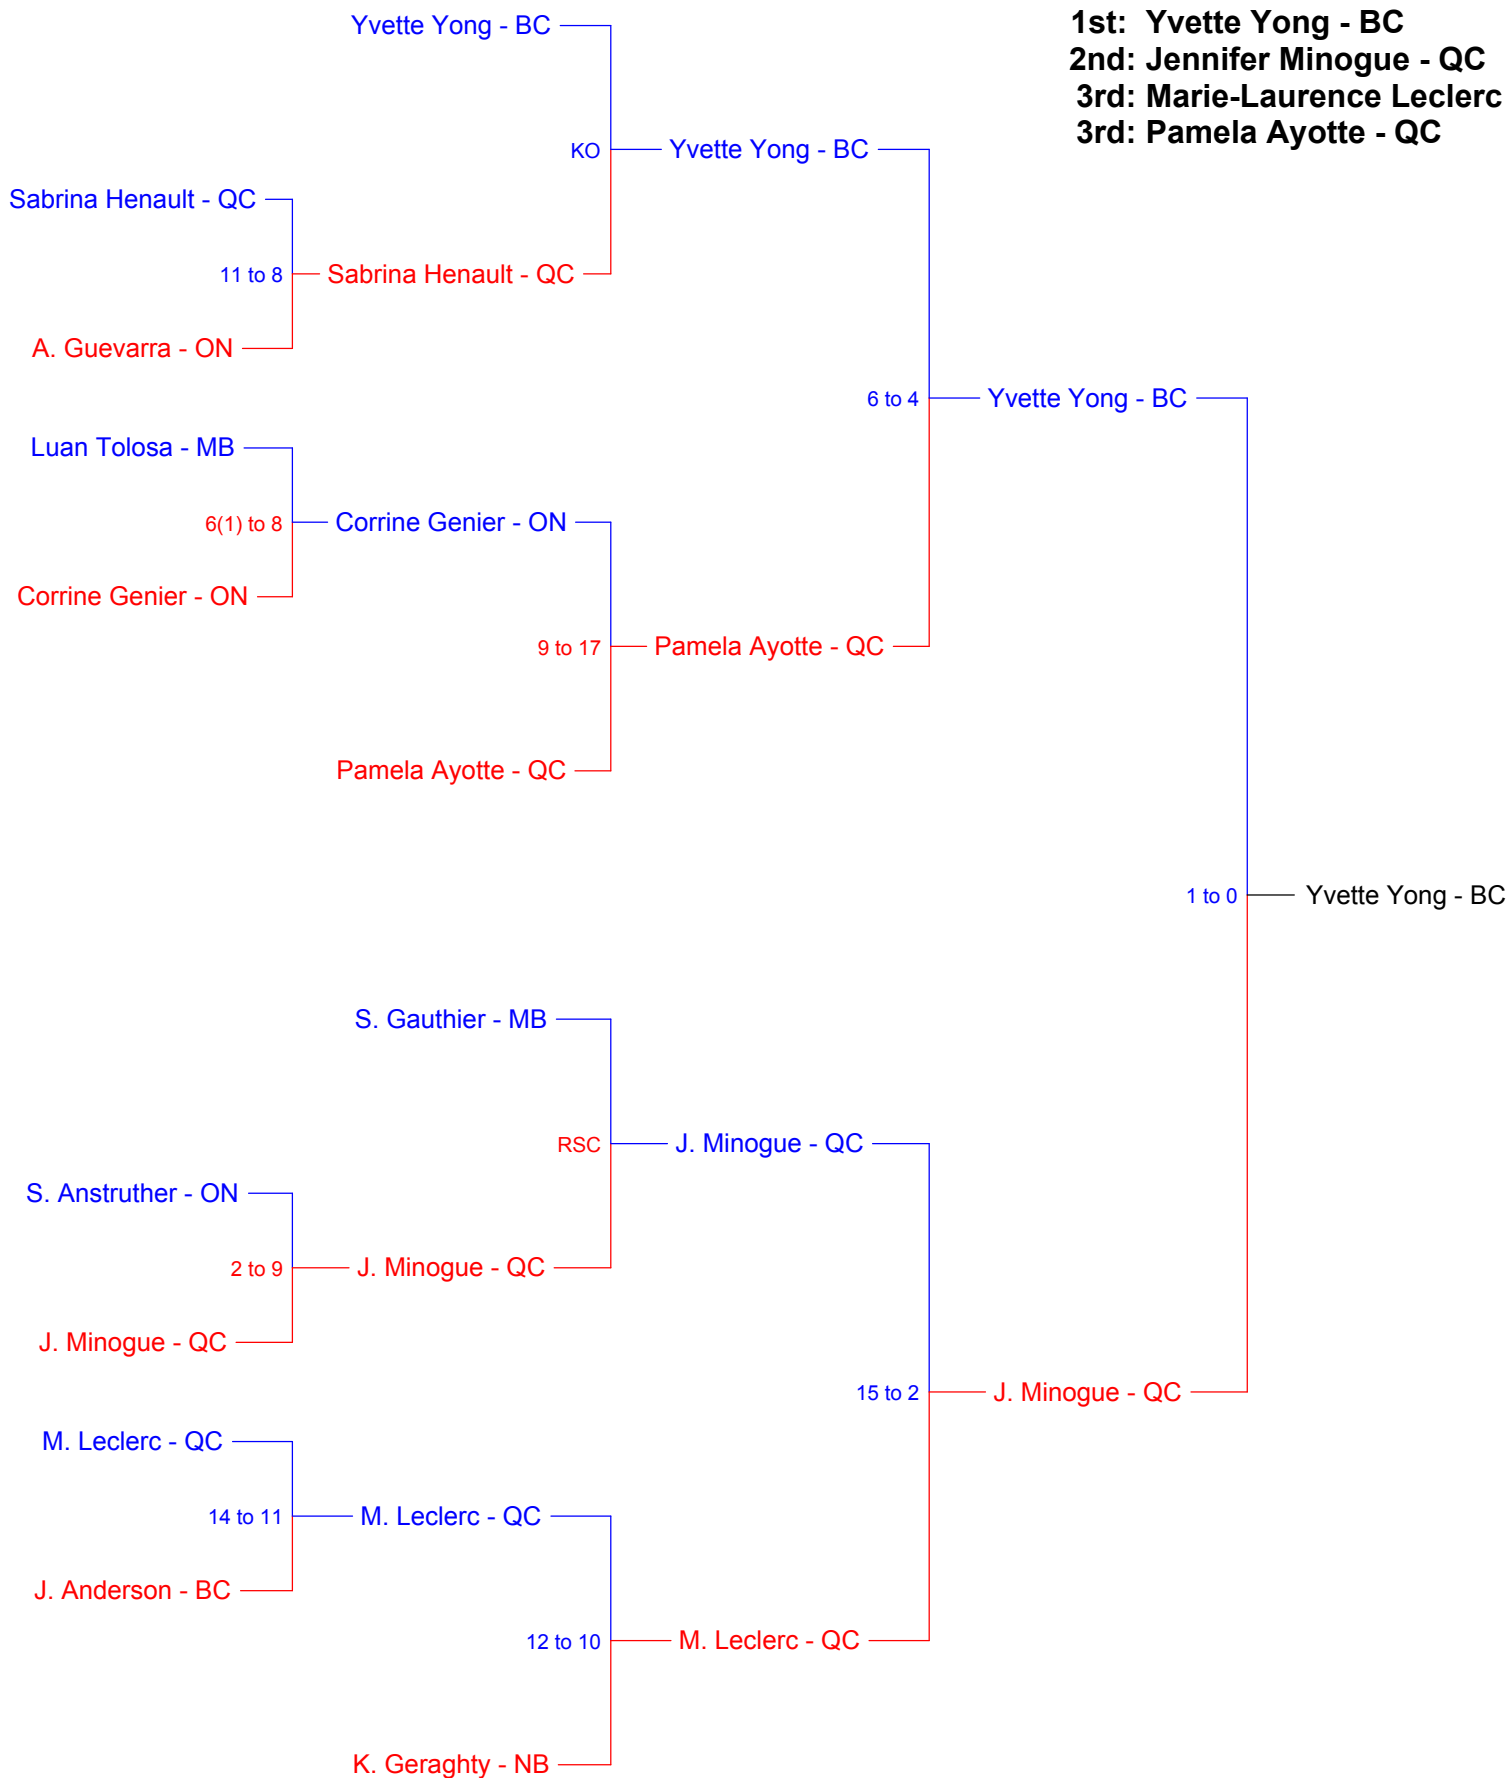 Yvette Yong - BC
1st: Yvette Yong - BC
2nd: Jennifer Minogue - QC
3rd: Marie-Laurence Leclerc
3rd: Pamela Ayotte - QC
KO
Yvette Yong - BC
Sabrina Henault - QC
11 to 8
Sabrina Henault - QC
A. Guevarra - ON
6 to 4
Yvette Yong - BC
Luan Tolosa - MB
6(1) to 8
Corrine Genier - ON
Corrine Genier - ON
9 to 17
Pamela Ayotte - QC
Pamela Ayotte - QC
1 to 0
Yvette Yong - BC
S. Gauthier - MB
RSC
J. Minogue - QC
S. Anstruther - ON
2 to 9
J. Minogue - QC
J. Minogue - QC
15 to 2
J. Minogue - QC
M. Leclerc - QC
14 to 11
M. Leclerc - QC
J. Anderson - BC
12 to 10
M. Leclerc - QC
K. Geraghty - NB